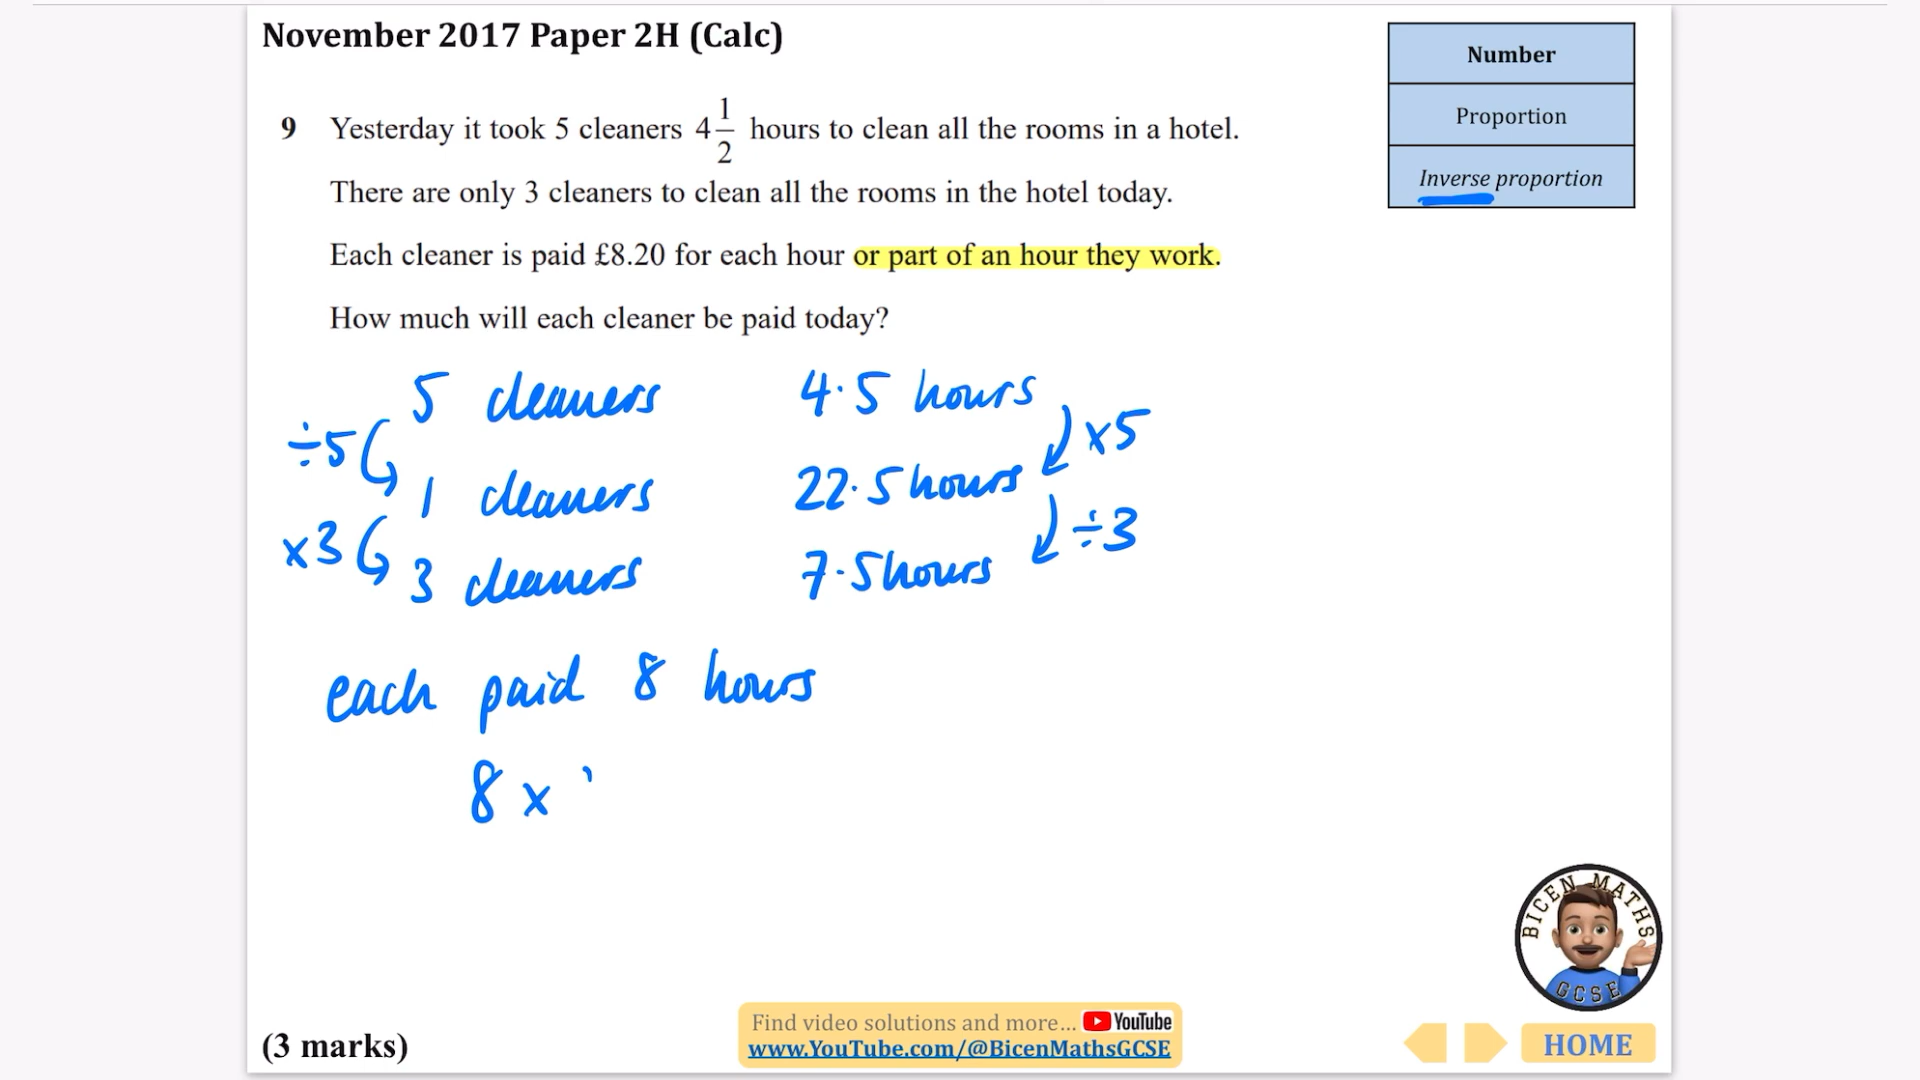 November 2017 Paper 2H (Calc)
Number
Proportion
Inverse proportion
9 Yesterday it took 5 cleaners 4 1/2 hours to clean all the rooms in a hotel.
There are only 3 cleaners to clean all the rooms in the hotel today.
Each cleaner is paid £8.20 for each hour or part of an hour they work.
How much will each cleaner be paid today?
5 cleaners 4.5 hours
÷5 ×5
1 cleaners 22.5 hours
×3 ÷3
3 cleaners 7.5 hours
each paid 8 hours
8 ×
BICEN MATHS
GCSE
(3 marks)
Find video solutions and more... YouTube
www.YouTube.com/@BicenMathsGCSE
HOME